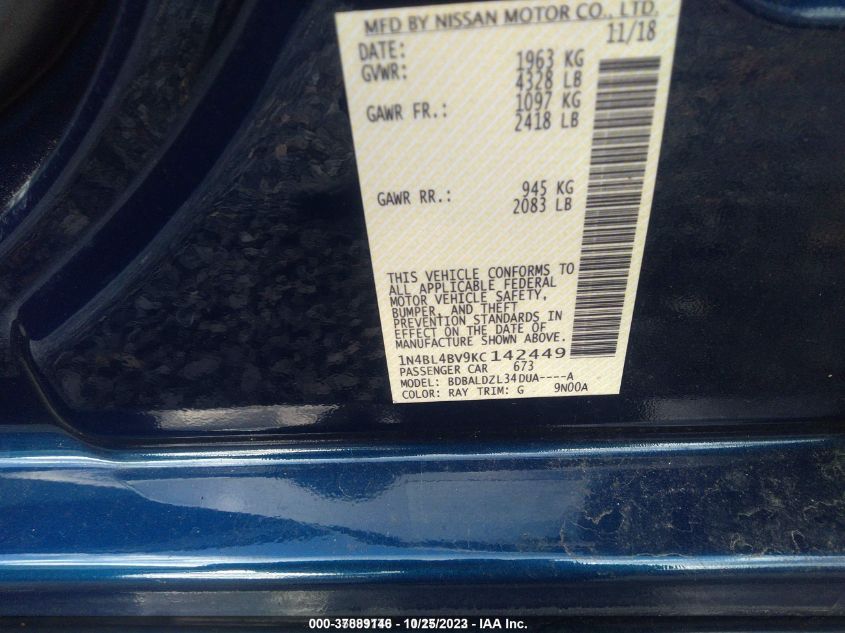 MFD BY NISSAN MOTOR CO., LTD.
DATE: 11/18
GVWR: 1963 KG
4328 LB
GAWR FR.: 1097 KG
2418 LB
GAWR RR.: 945 KG
2083 LB
THIS VEHICLE CONFORMS TO
ALL APPLICABLE FEDERAL
MOTOR VEHICLE SAFETY,
BUMPER, AND THEFT
PREVENTION STANDARDS IN
EFFECT ON THE DATE OF
MANUFACTURE SHOWN ABOVE.
1N4BL4BV9KC142449
PASSENGER CAR 673
MODEL: BDBALDZL34DUA----A
COLOR: RAY TRIM: G 9N00A
10/25/2023 - IAA Inc.